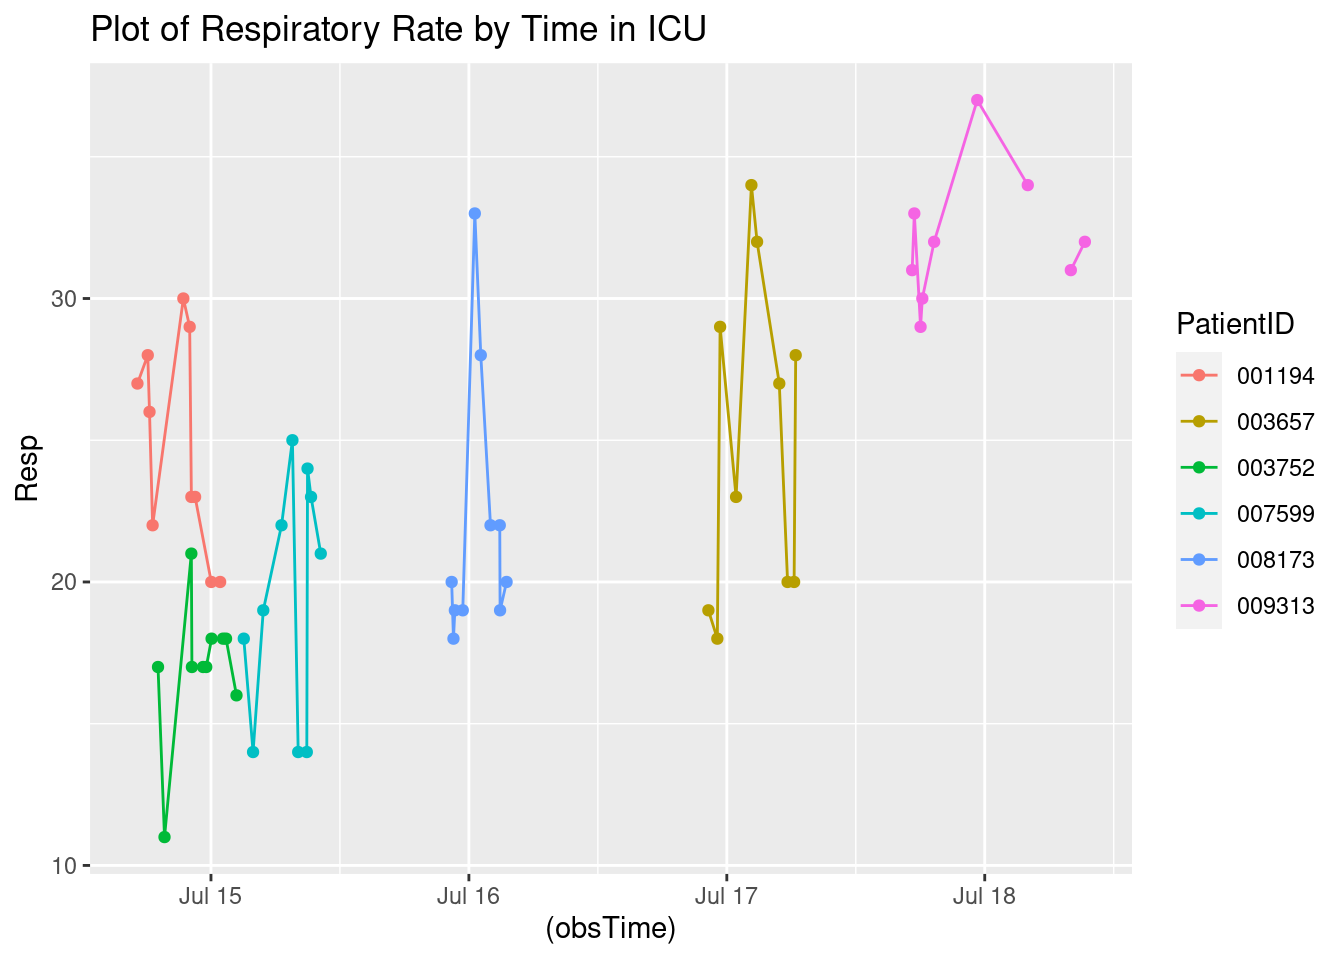 Plot of Respiratory Rate by Time in ICU
30
20
10
Resp
Jul 15
Jul 16
Jul 17
Jul 18
(obsTime)
PatientID
001194
003657
003752
007599
008173
009313